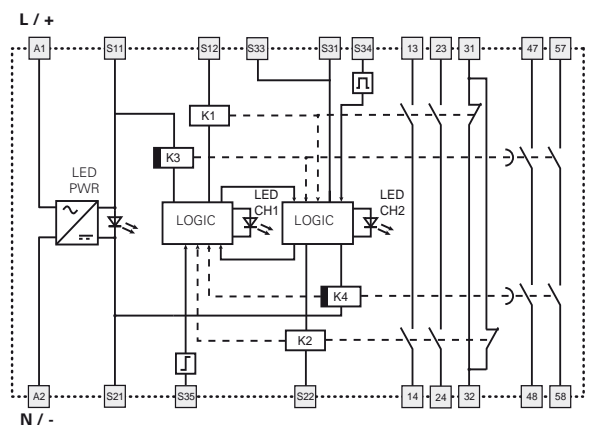 L / +
A1 S11 S12 S33 S31 S34 13 23 31 47 57
K1
K3
LED
PWR
LED
CH1
LED
CH2
LOGIC LOGIC
K4
K2
A2 S21 S35 S22 14 24 32 48 58
N / -